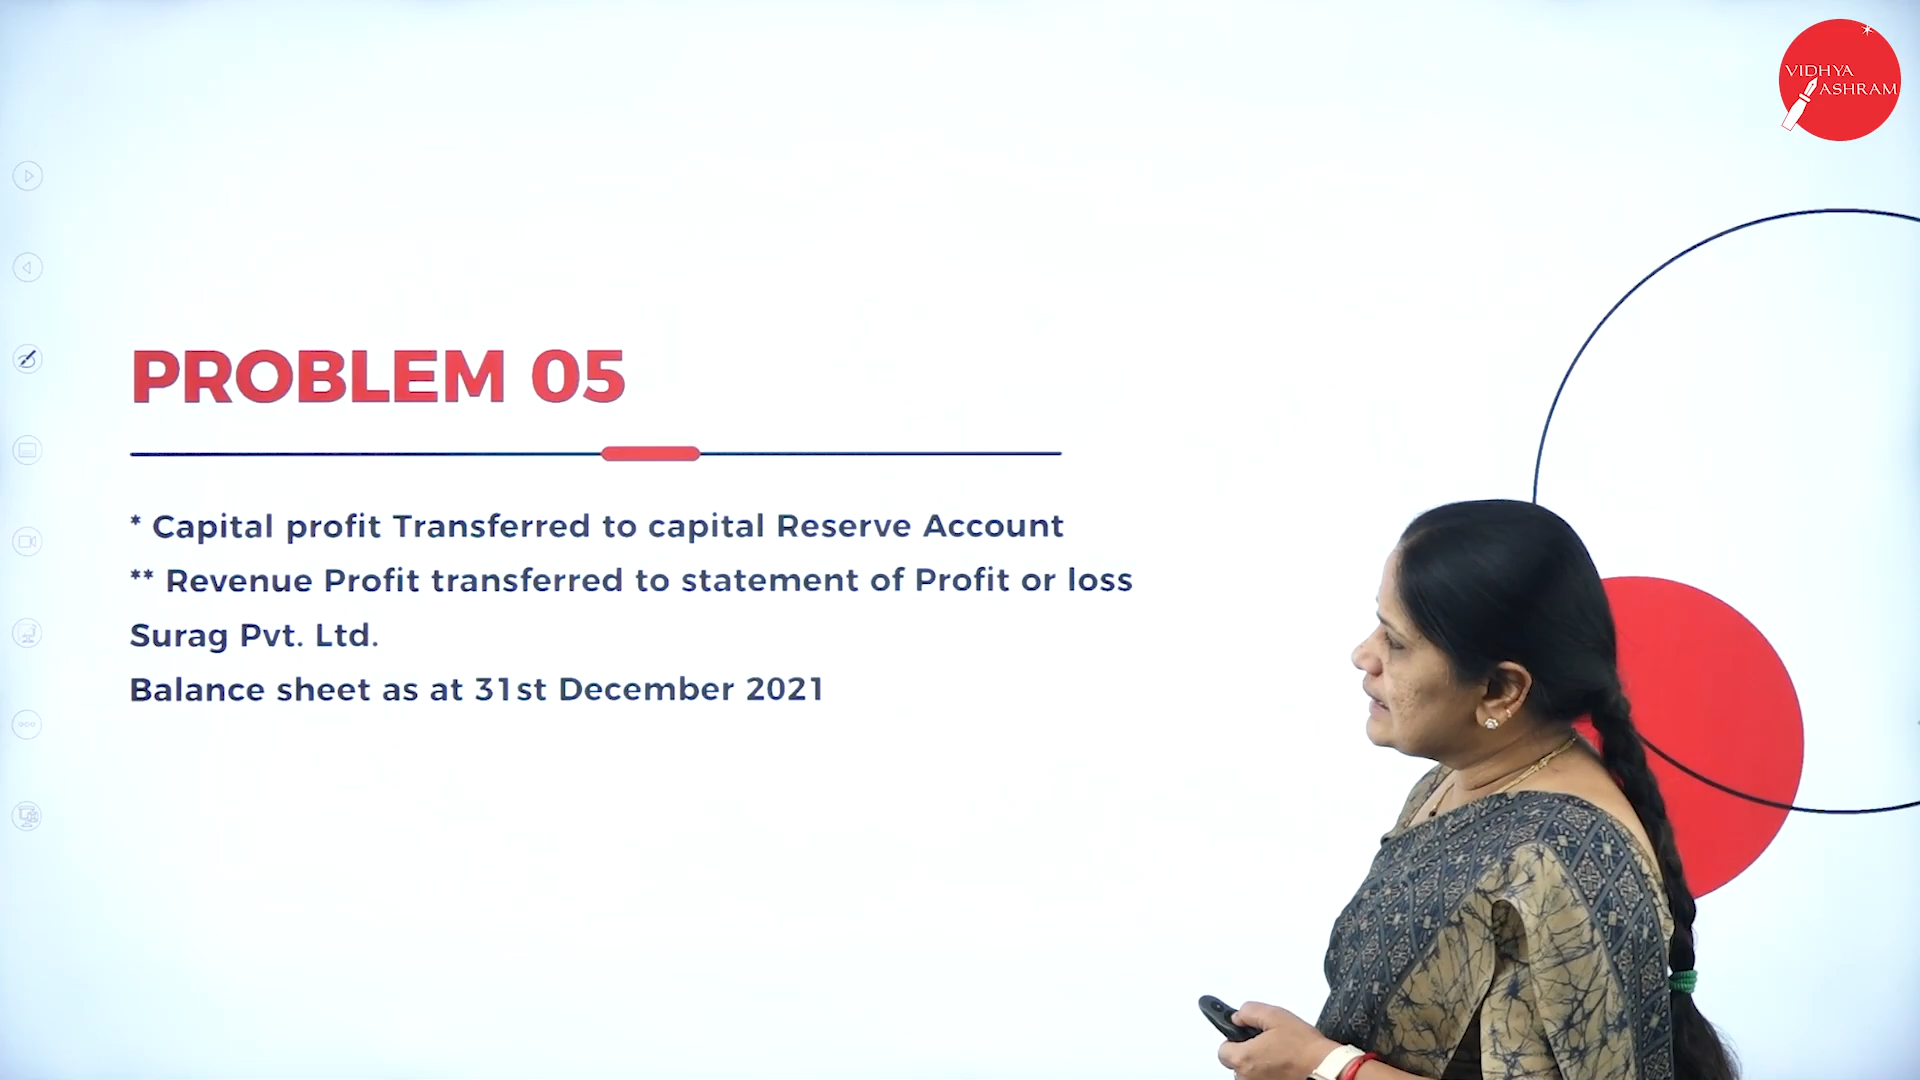 VIDHYA
ASHRAM
PROBLEM 05
* Capital profit Transferred to capital Reserve Account
** Revenue Profit transferred to statement of Profit or loss
Surag Pvt. Ltd.
Balance sheet as at 31st December 2021